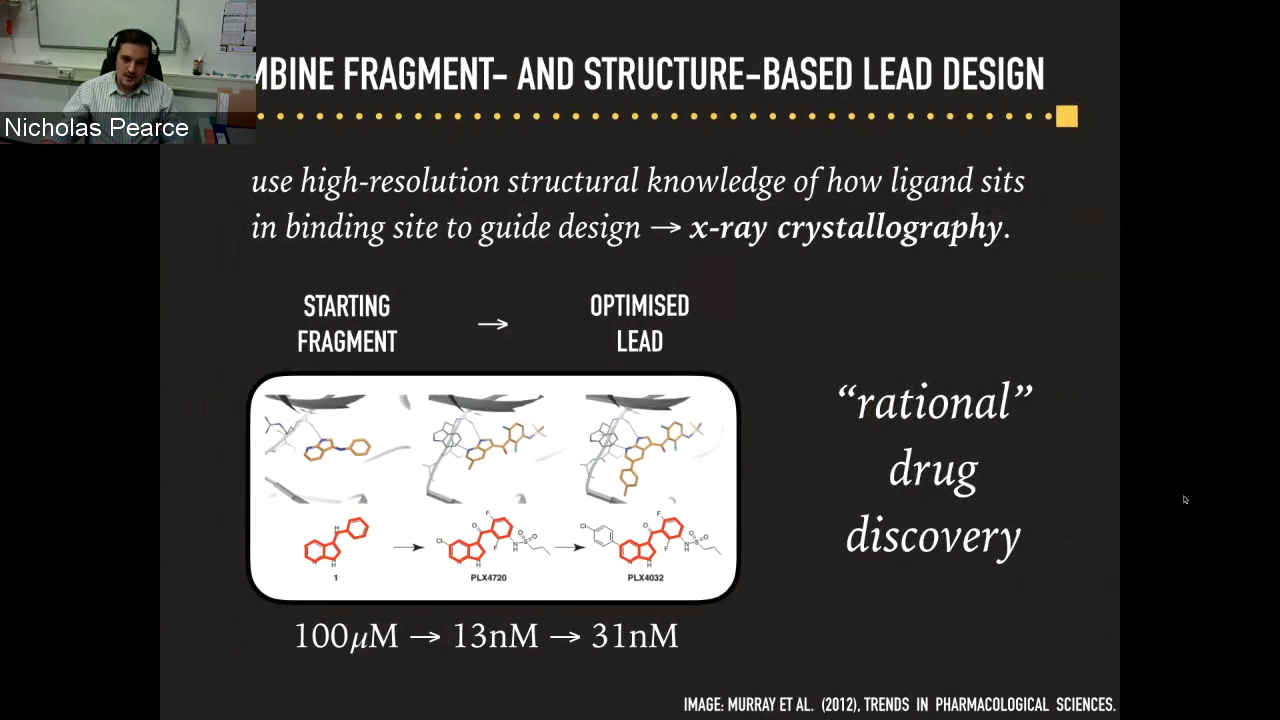 MBINE FRAGMENT- AND STRUCTURE-BASED LEAD DESIGN
Nicholas Pearce
use high-resolution structural knowledge of how ligand sits
in binding site to guide design → x-ray crystallography.
STARTING
FRAGMENT
→
OPTIMISED
LEAD
"rational"
drug
discovery
1
PLX4720
PLX4032
100μM → 13nM → 31nM
IMAGE: MURRAY ET AL. (2012), TRENDS IN PHARMACOLOGICAL SCIENCES.